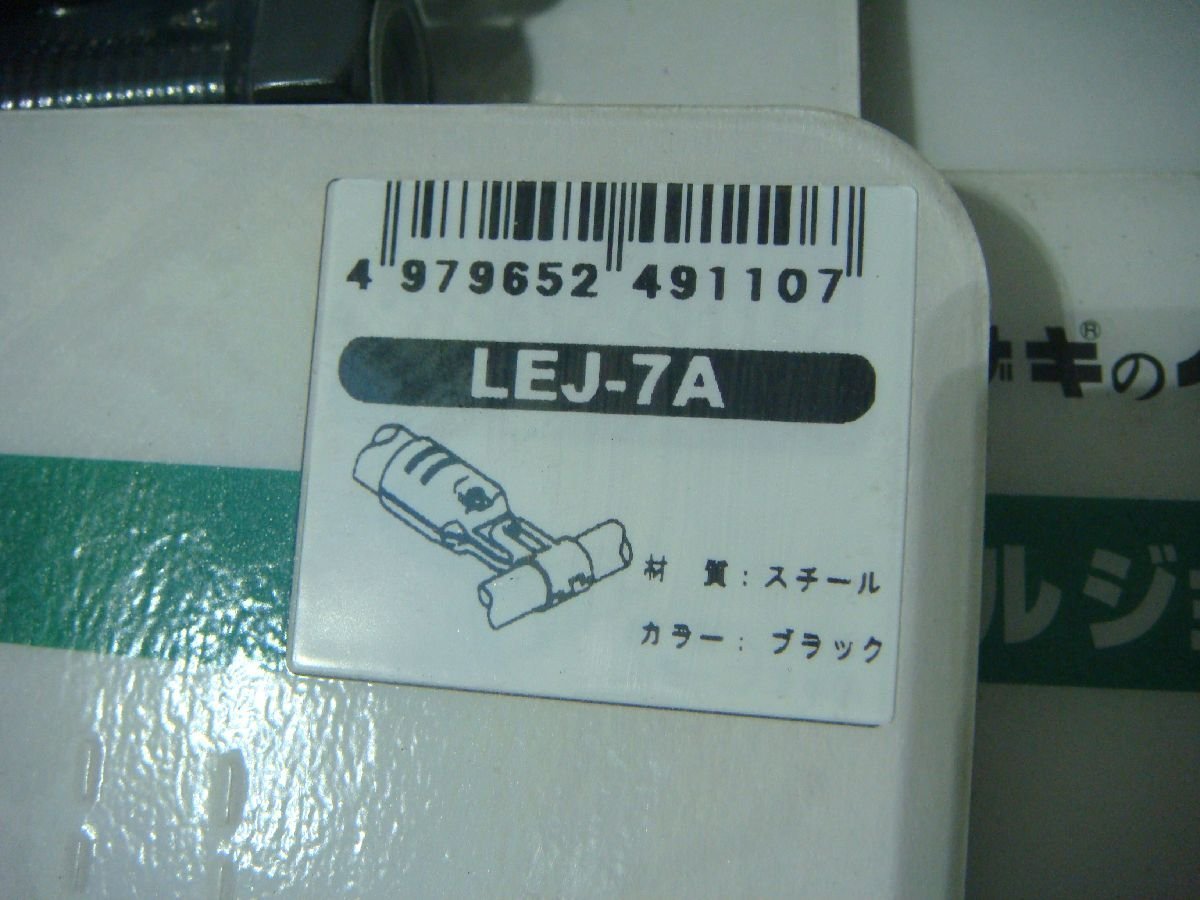 4 979652 491107
LEJ-7A
材 質：スチール
カラー：ブラック
ザキ®の
ルジ